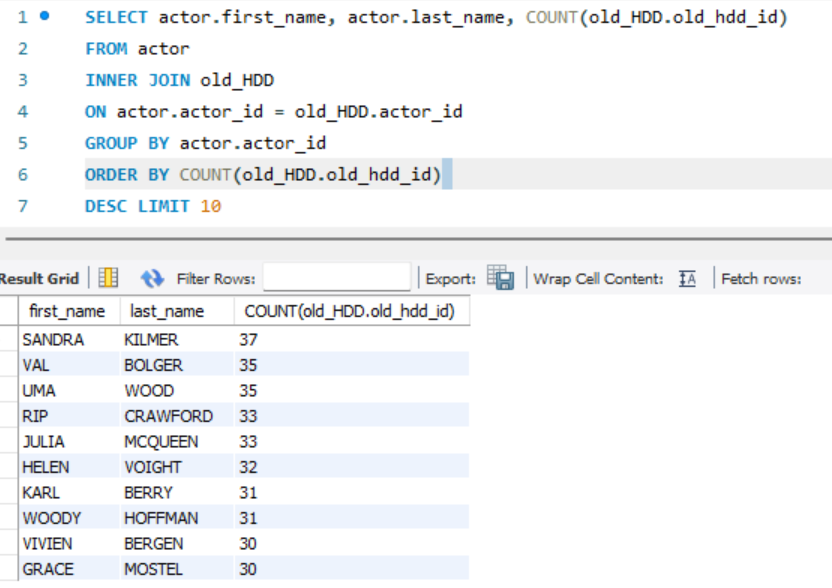 1 SELECT actor.first_name, actor.last_name, COUNT(old_HDD.old_hdd_id)
2 FROM actor
3 INNER JOIN old_HDD
4 ON actor.actor_id = old_HDD.actor_id
5 GROUP BY actor.actor_id
6 ORDER BY COUNT(old_HDD.old_hdd_id)
7 DESC LIMIT 10
Result Grid Filter Rows: Export: Wrap Cell Content: Fetch rows:
first_name last_name COUNT(old_HDD.old_hdd_id)
SANDRA KILMER 37
VAL BOLGER 35
UMA WOOD 35
RIP CRAWFORD 33
JULIA MCQUEEN 33
HELEN VOIGHT 32
KARL BERRY 31
WOODY HOFFMAN 31
VIVIEN BERGEN 30
GRACE MOSTEL 30